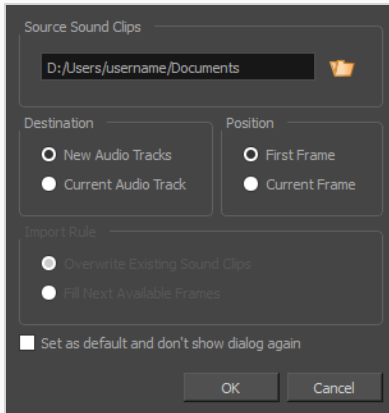 Source Sound Clips
D:/Users/username/Documents
Destination
New Audio Tracks
Current Audio Track
Position
First Frame
Current Frame
Import Rule
Overwrite Existing Sound Clips
Fill Next Available Frames
Set as default and don't show dialog again
OK
Cancel